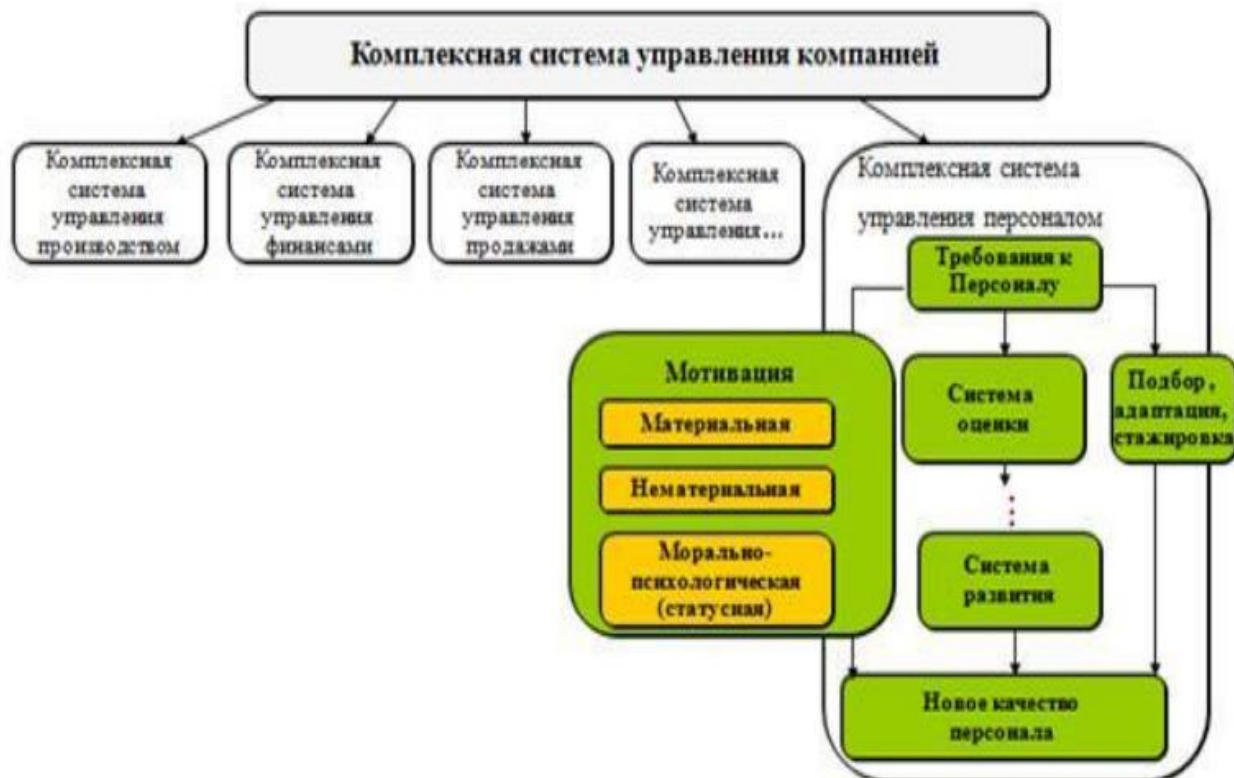 Комплексная система управления компанией
Комплексная
система
управления
производством
Комплексная
система
управления
финансами
Комплексная
система
управления
продажами
Комплексная
система
управления...
Комплексная система
управления персоналом
Требования к
Персоналу
Мотивация
Материальная
Нематериальная
Морально-
психологическая
(статусная)
Система
оценки
Система
развития
Подбор ,
адаптация,
стажировка
Новое качество
персонала